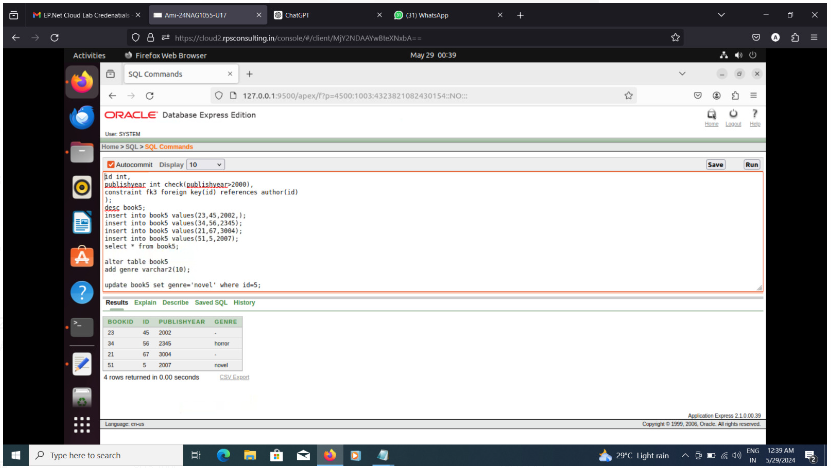 EP.Net Cloud Lab Credenatials
Ami-24NAG1055-U17
ChatGPT
(31) WhatsApp
https://cloud2.rpsconsulting.in/console/#/client/MjY2NDAAYwBteXNxbA==
Activities
Firefox Web Browser
May 29 00:39
SQL Commands
127.0.0.1:9500/apex/f?p=4500:1003:4323821082430154::NO:::
ORACLE Database Express Edition
Home Logout Help
User: SYSTEM
Home > SQL > SQL Commands
Autocommit Display 10
Save Run
id int,
publishyear int check(publishyear>2000),
constraint fk3 foreign key(id) references author(id)
);
desc book5;
insert into book5 values(23,45,2002,);
insert into book5 values(34,56,2345);
insert into book5 values(21,67,3004);
insert into book5 values(51,5,2007);
select * from book5;
alter table book5
add genre varchar2(10);
update book5 set genre='novel' where id=5;
Results Explain Describe Saved SQL History
BOOKID ID PUBLISHYEAR GENRE
23 45 2002 -
34 56 2345 horror
21 67 3004 -
51 5 2007 novel
4 rows returned in 0.00 seconds CSV Export
Application Express 2.1.0.00.39
Language: en-us Copyright © 1999, 2006, Oracle. All rights reserved.
Type here to search
29°C Light rain
ENG
IN
12:39 AM
5/29/2024
2